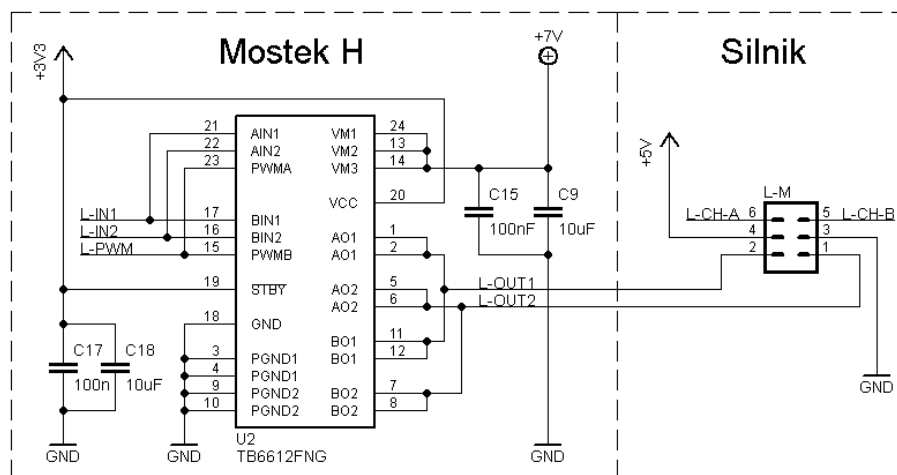 Mostek H
Silnik
+3V3
+7V
+5V
21 AIN1 VM1 24
22 AIN2 VM2 13
23 PWMA VM3 14
VCC 20
C15
100nF
C9
10uF
L-IN1 17 BIN1
L-IN2 16 BIN2 AO1 1
L-PWM 15 PWMB AO1 2
19 STBY AO2 5
AO2 6
18 GND
BO1 11
3 PGND1 BO1 12
4 PGND1
9 PGND2 BO2 7
10 PGND2 BO2 8
L-OUT1
L-OUT2
C17
100n
C18
10uF
U2
TB6612FNG
GND
GND
GND
L-M
L-CH-A 6 5 L-CH-B
4 3
2 1
GND